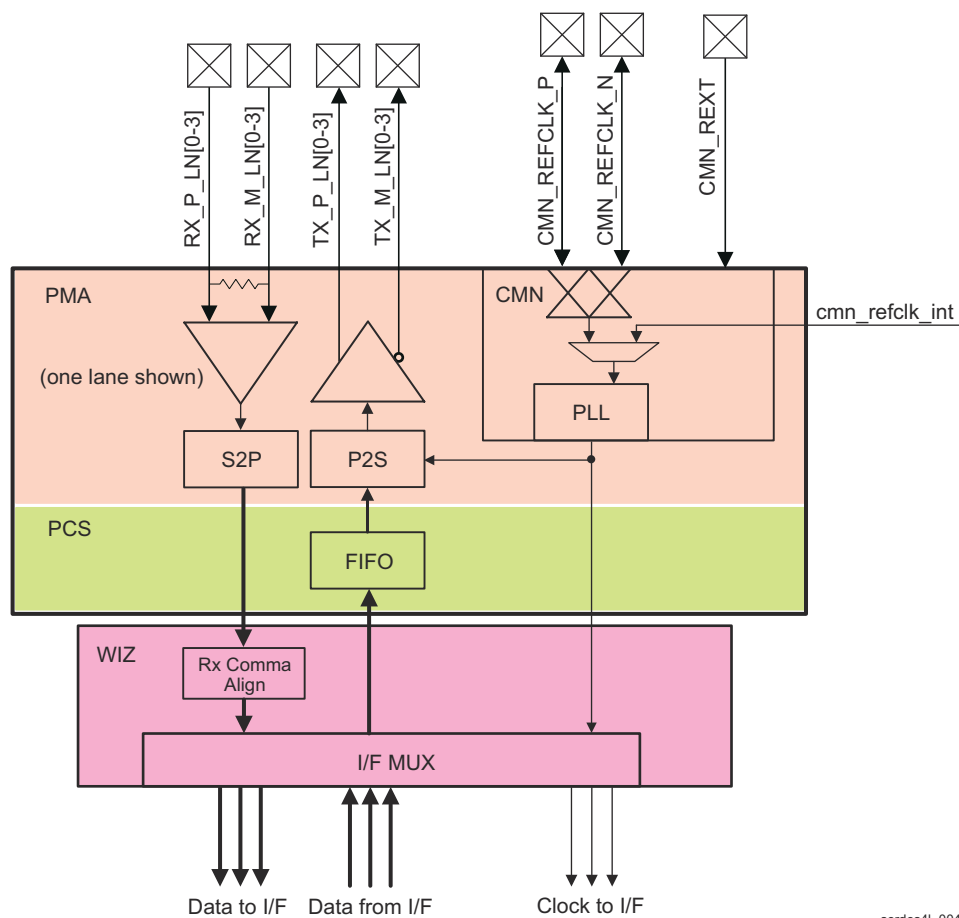 RX_P_LN[0-3]
RX_M_LN[0-3]
TX_P_LN[0-3]
TX_M_LN[0-3]
CMN_REFCLK_P
CMN_REFCLK_N
CMN_REXT
PMA
CMN
cmn_refclk_int
(one lane shown)
PLL
S2P
P2S
PCS
FIFO
WIZ
Rx Comma
Align
I/F MUX
Data to I/F
Data from I/F
Clock to I/F